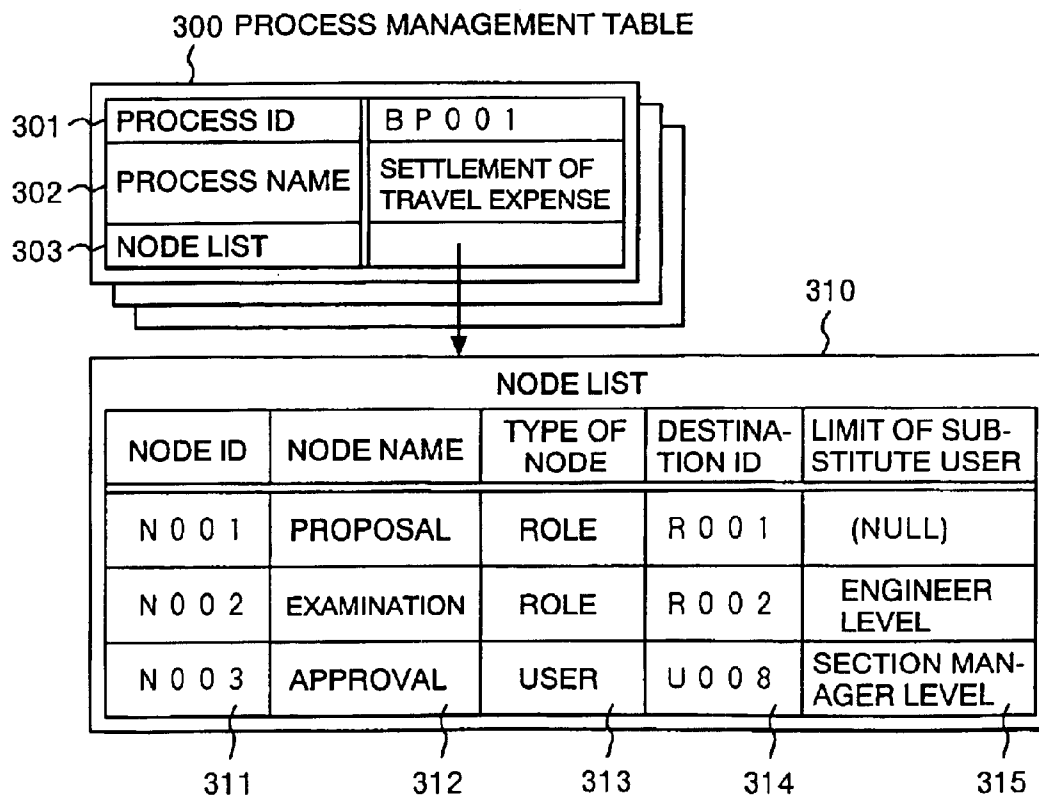 300 PROCESS MANAGEMENT TABLE
301 PROCESS ID BP001
302 PROCESS NAME SETTLEMENT OF
TRAVEL EXPENSE
303 NODE LIST
310
NODE LIST
NODE ID NODE NAME TYPE OF
NODE DESTINA-
TION ID LIMIT OF SUB-
STITUTE USER
N001 PROPOSAL ROLE R001 (NULL)
N002 EXAMINATION ROLE R002 ENGINEER
LEVEL
N003 APPROVAL USER U008 SECTION MAN-
AGER LEVEL
311 312 313 314 315